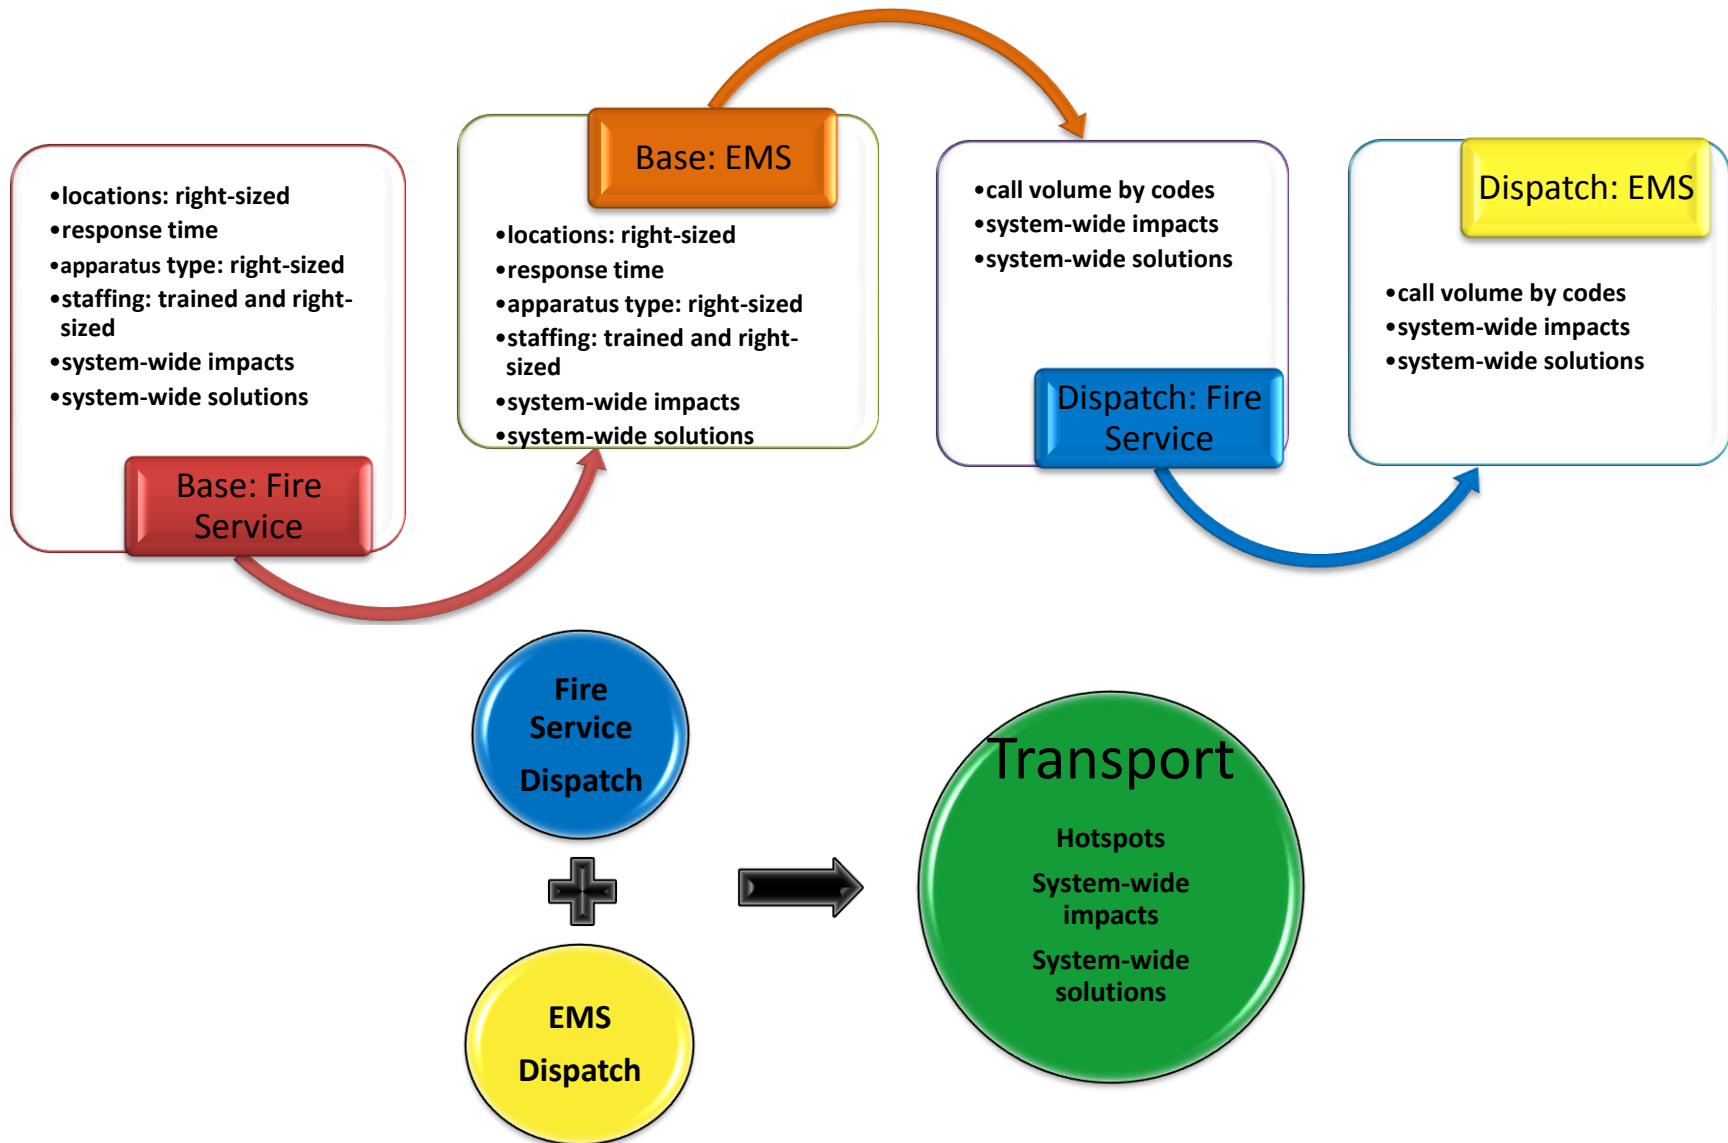 •locations: right-sized
•response time
•apparatus type: right-sized
•staffing: trained and right-
sized
•system-wide impacts
•system-wide solutions
Base: Fire
Service
Base: EMS
•locations: right-sized
•response time
•apparatus type: right-sized
•staffing: trained and right-
sized
•system-wide impacts
•system-wide solutions
•call volume by codes
•system-wide impacts
•system-wide solutions
Dispatch: Fire
Service
Dispatch: EMS
•call volume by codes
•system-wide impacts
•system-wide solutions
Fire
Service
Dispatch
EMS
Dispatch
Transport
Hotspots
System-wide
impacts
System-wide
solutions